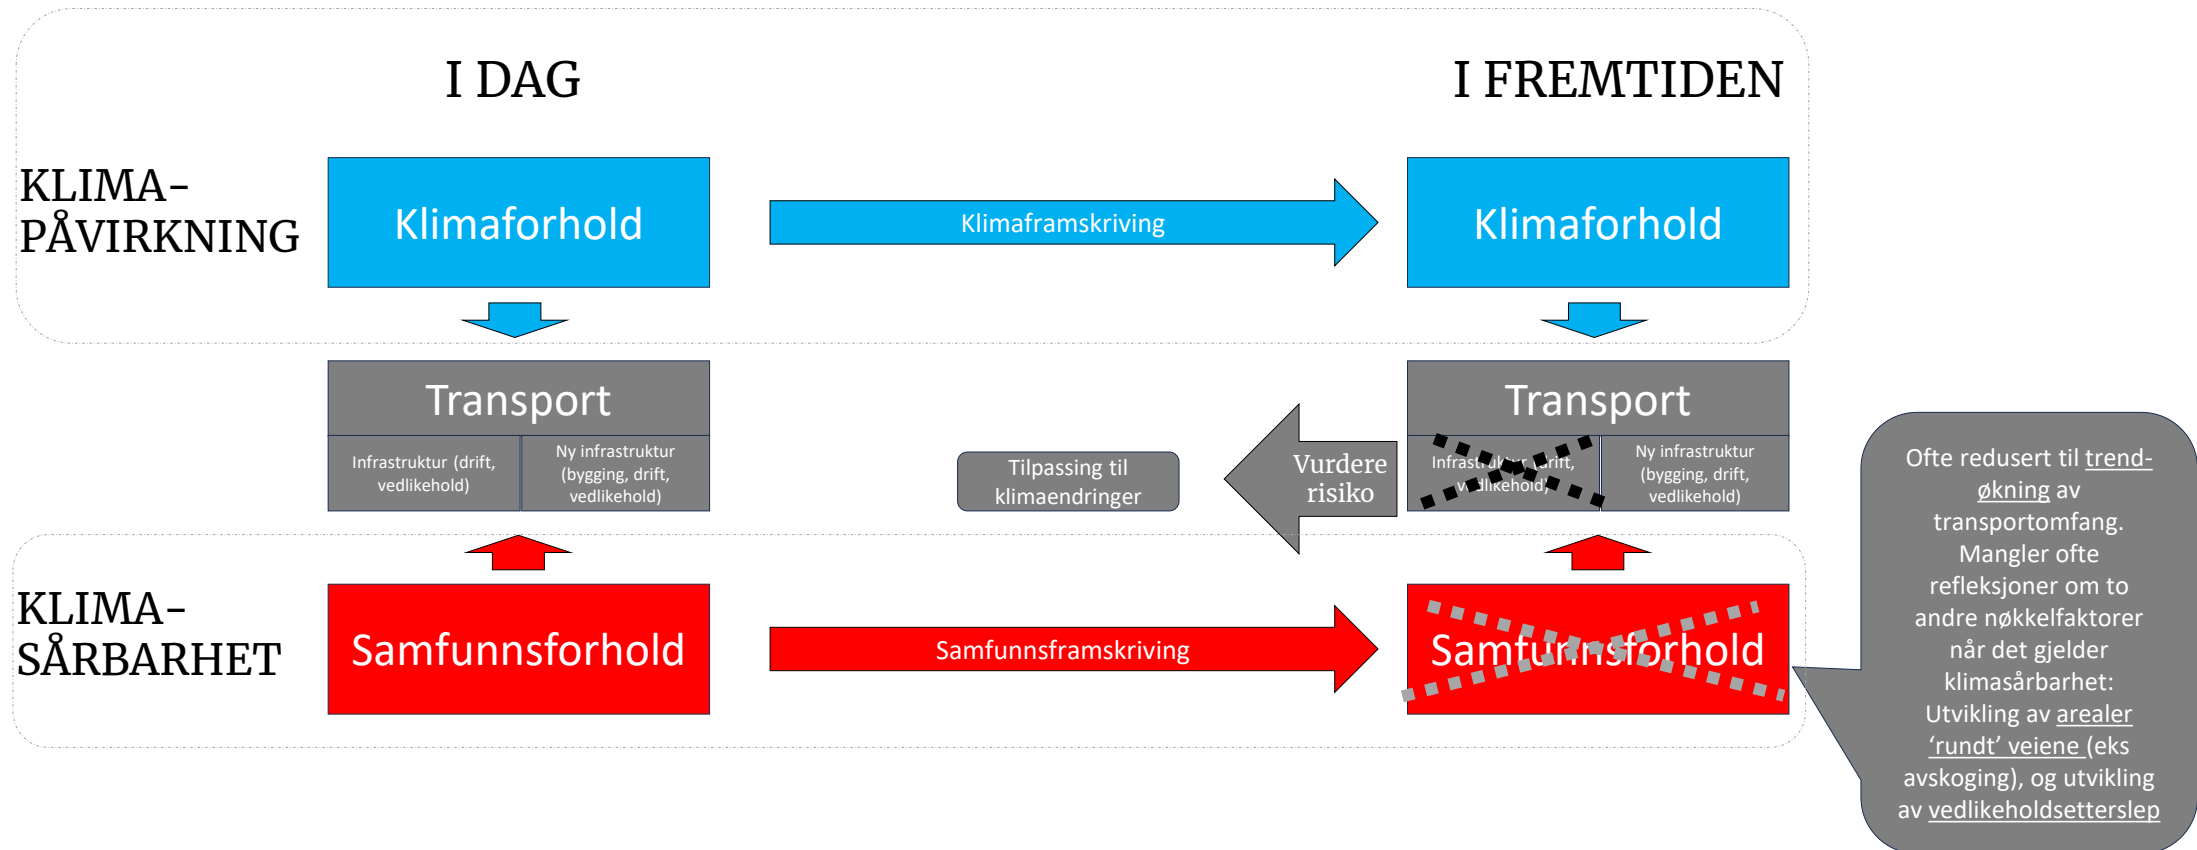 I DAG
I FREMTIDEN
KLIMA-
PÅVIRKNING
Klimaforhold
Klimaframskriving
Klimaforhold
Transport
Infrastruktur (drift,
vedlikehold)
Ny infrastruktur
(bygging, drift,
vedlikehold)
Tilpassing til
klimaendringer
Vurdere
risiko
Transport
Infrastruktur (drift,
vedlikehold)
Ny infrastruktur
(bygging, drift,
vedlikehold)
KLIMA-
SÅRBARHET
Samfunnsforhold
Samfunnsframskriving
Samfunnsforhold
Ofte redusert til trend-
økning av
transportomfang.
Mangler ofte
refleksjoner om to
andre nøkkelfaktorer
når det gjelder
klimasårbarhet:
Utvikling av arealer
‘rundt’ veiene (eks
avskoging), og utvikling
av vedlikeholdsetterslep